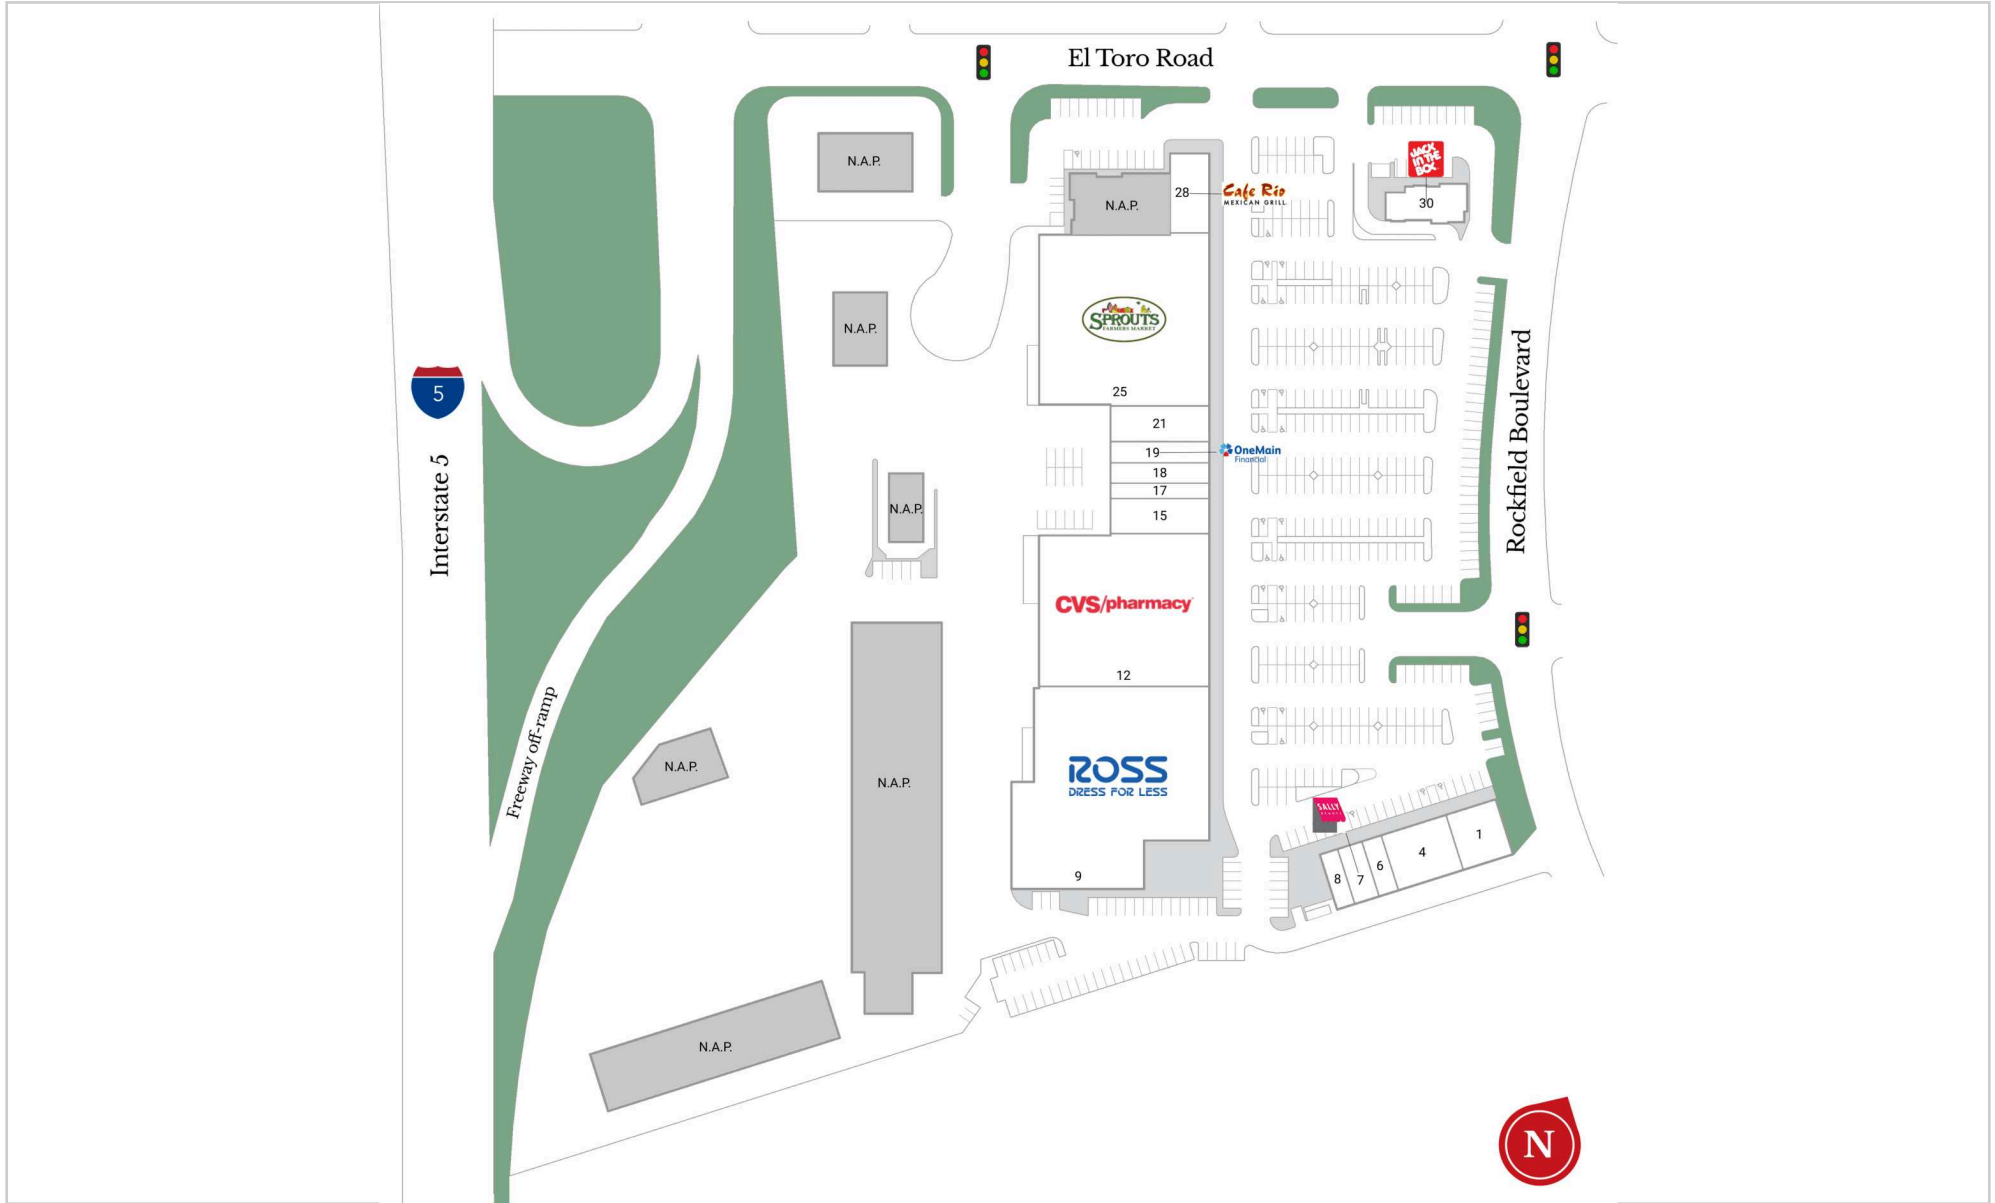 El Toro Road
N.A.P.
JACK
IN THE
BOX
28
Cafe Rio
MEXICAN GRILL
N.A.P.
30
SPROUTS
FARMERS MARKET
N.A.P.
25
5
Interstate 5
Rockfield Boulevard
21
19
OneMain
Financial
18
17
15
N.A.P.
CVS/pharmacy
12
Freeway off-ramp
N.A.P.
N.A.P.
ROSS
DRESS FOR LESS
9
SALLY
BEAUTY
1
4
6
7
8
N.A.P.
N